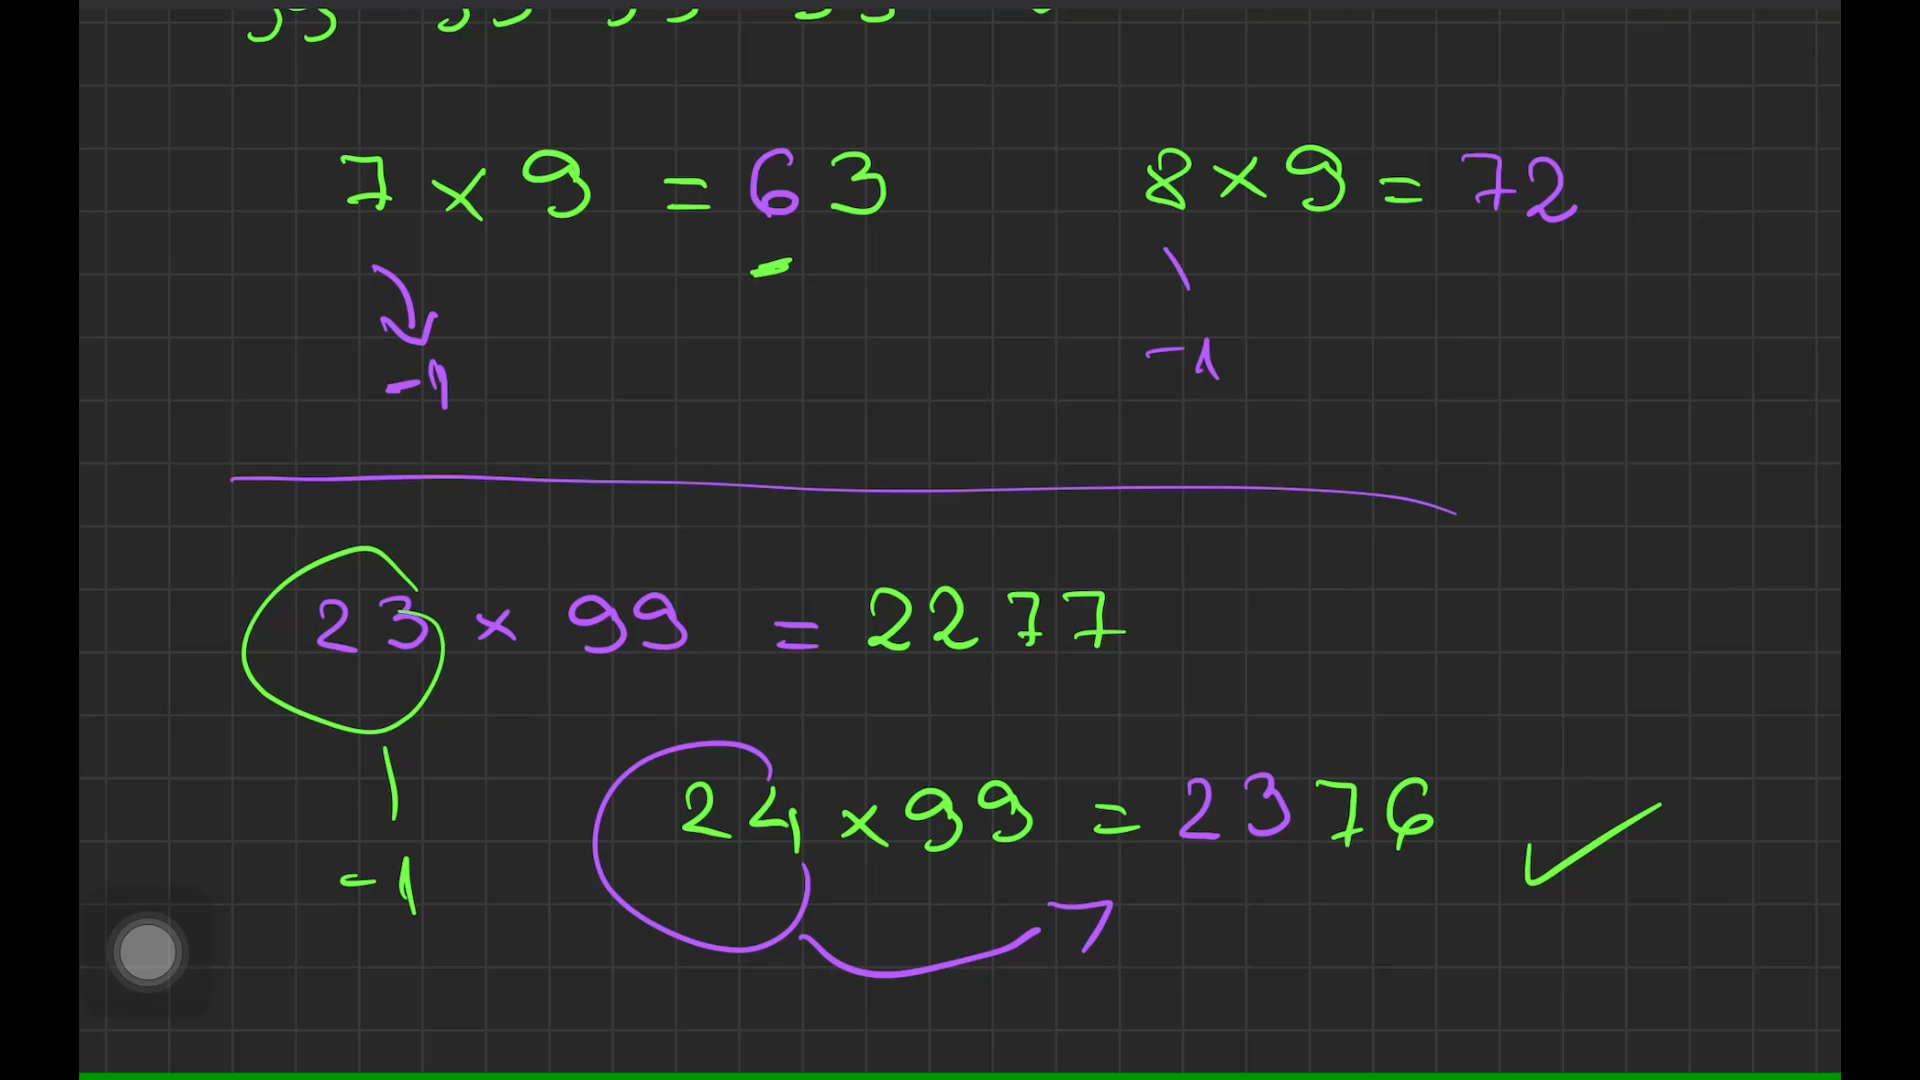 7 × 9 = 63
8 × 9 = 72
-1
-1
23 × 99 = 2277
24 × 99 = 2376
-1